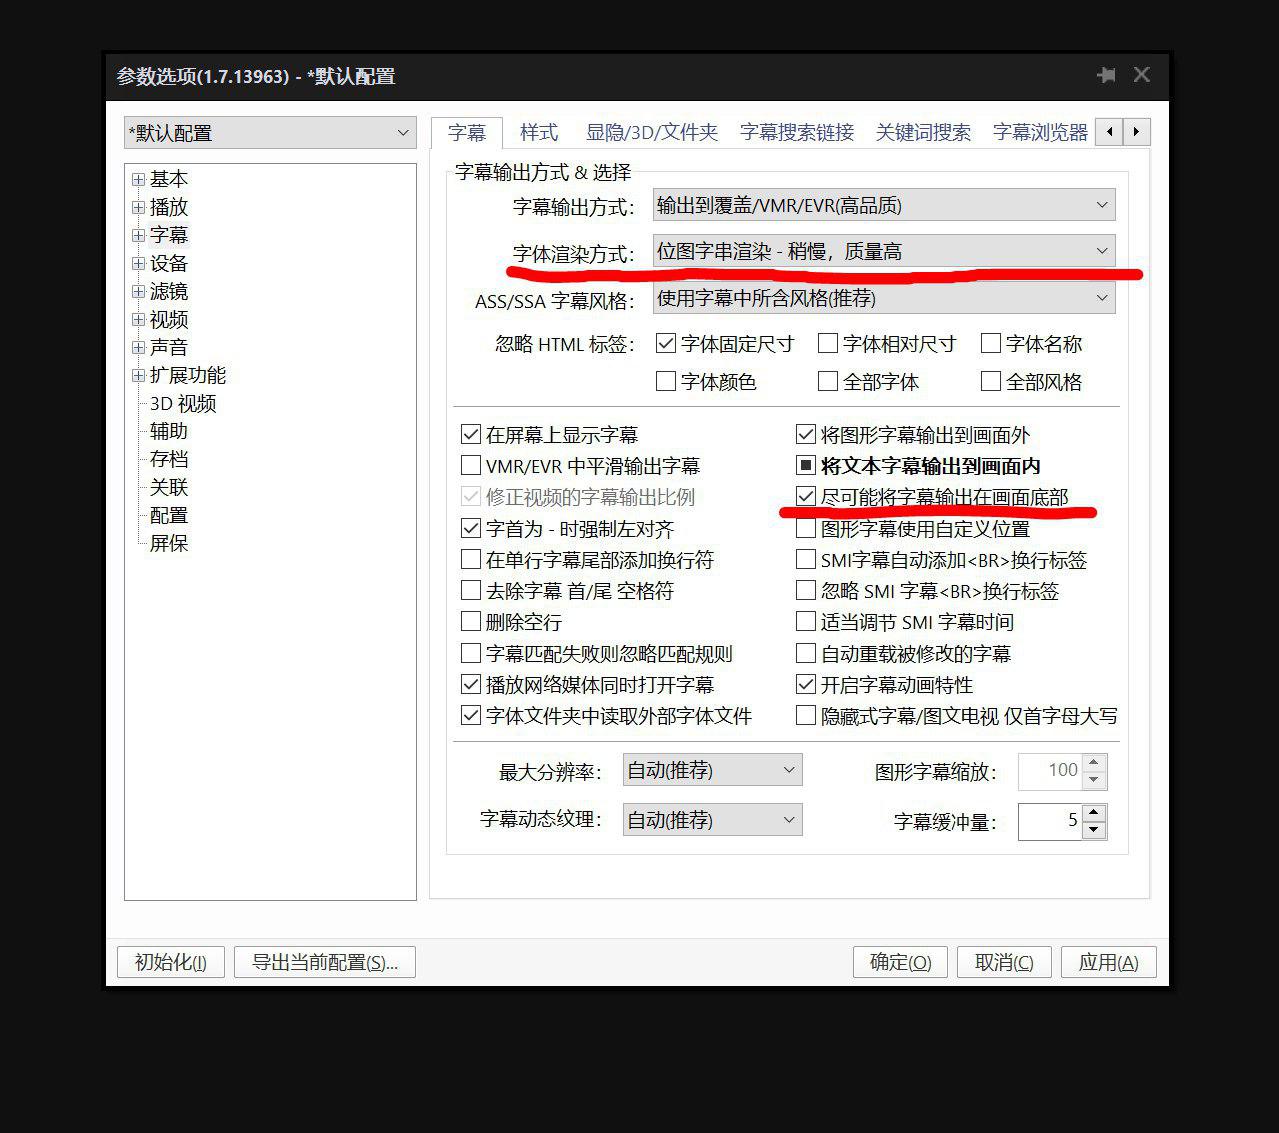 参数选项(1.7.13963) - *默认配置
*默认配置
基本
播放
字幕
设备
滤镜
视频
声音
扩展功能
3D 视频
辅助
存档
关联
配置
屏保
字幕 样式 显隐/3D/文件夹 字幕搜索链接 关键词搜索 字幕浏览器
字幕输出方式 & 选择
字幕输出方式： 输出到覆盖/VMR/EVR(高品质)
字体渲染方式： 位图字串渲染 - 稍慢，质量高
ASS/SSA 字幕风格： 使用字幕中所含风格(推荐)
忽略 HTML 标签： 字体固定尺寸 字体相对尺寸 字体名称
字体颜色 全部字体 全部风格
在屏幕上显示字幕 将图形字幕输出到画面外
VMR/EVR 中平滑输出字幕 将文本字幕输出到画面内
修正视频的字幕输出比例 尽可能将字幕输出在画面底部
字首为 - 时强制左对齐 图形字幕使用自定义位置
在单行字幕尾部添加换行符 SMI字幕自动添加<BR>换行标签
去除字幕 首/尾 空格符 忽略 SMI 字幕<BR>换行标签
删除空行 适当调节 SMI 字幕时间
字幕匹配失败则忽略匹配规则 自动重载被修改的字幕
播放网络媒体同时打开字幕 开启字幕动画特性
字体文件夹中读取外部字体文件 隐藏式字幕/图文电视 仅首字母大写
最大分辨率： 自动(推荐) 图形字幕缩放： 100
字幕动态纹理： 自动(推荐) 字幕缓冲量： 5
初始化(I) 导出当前配置(S)... 确定(O) 取消(C) 应用(A)